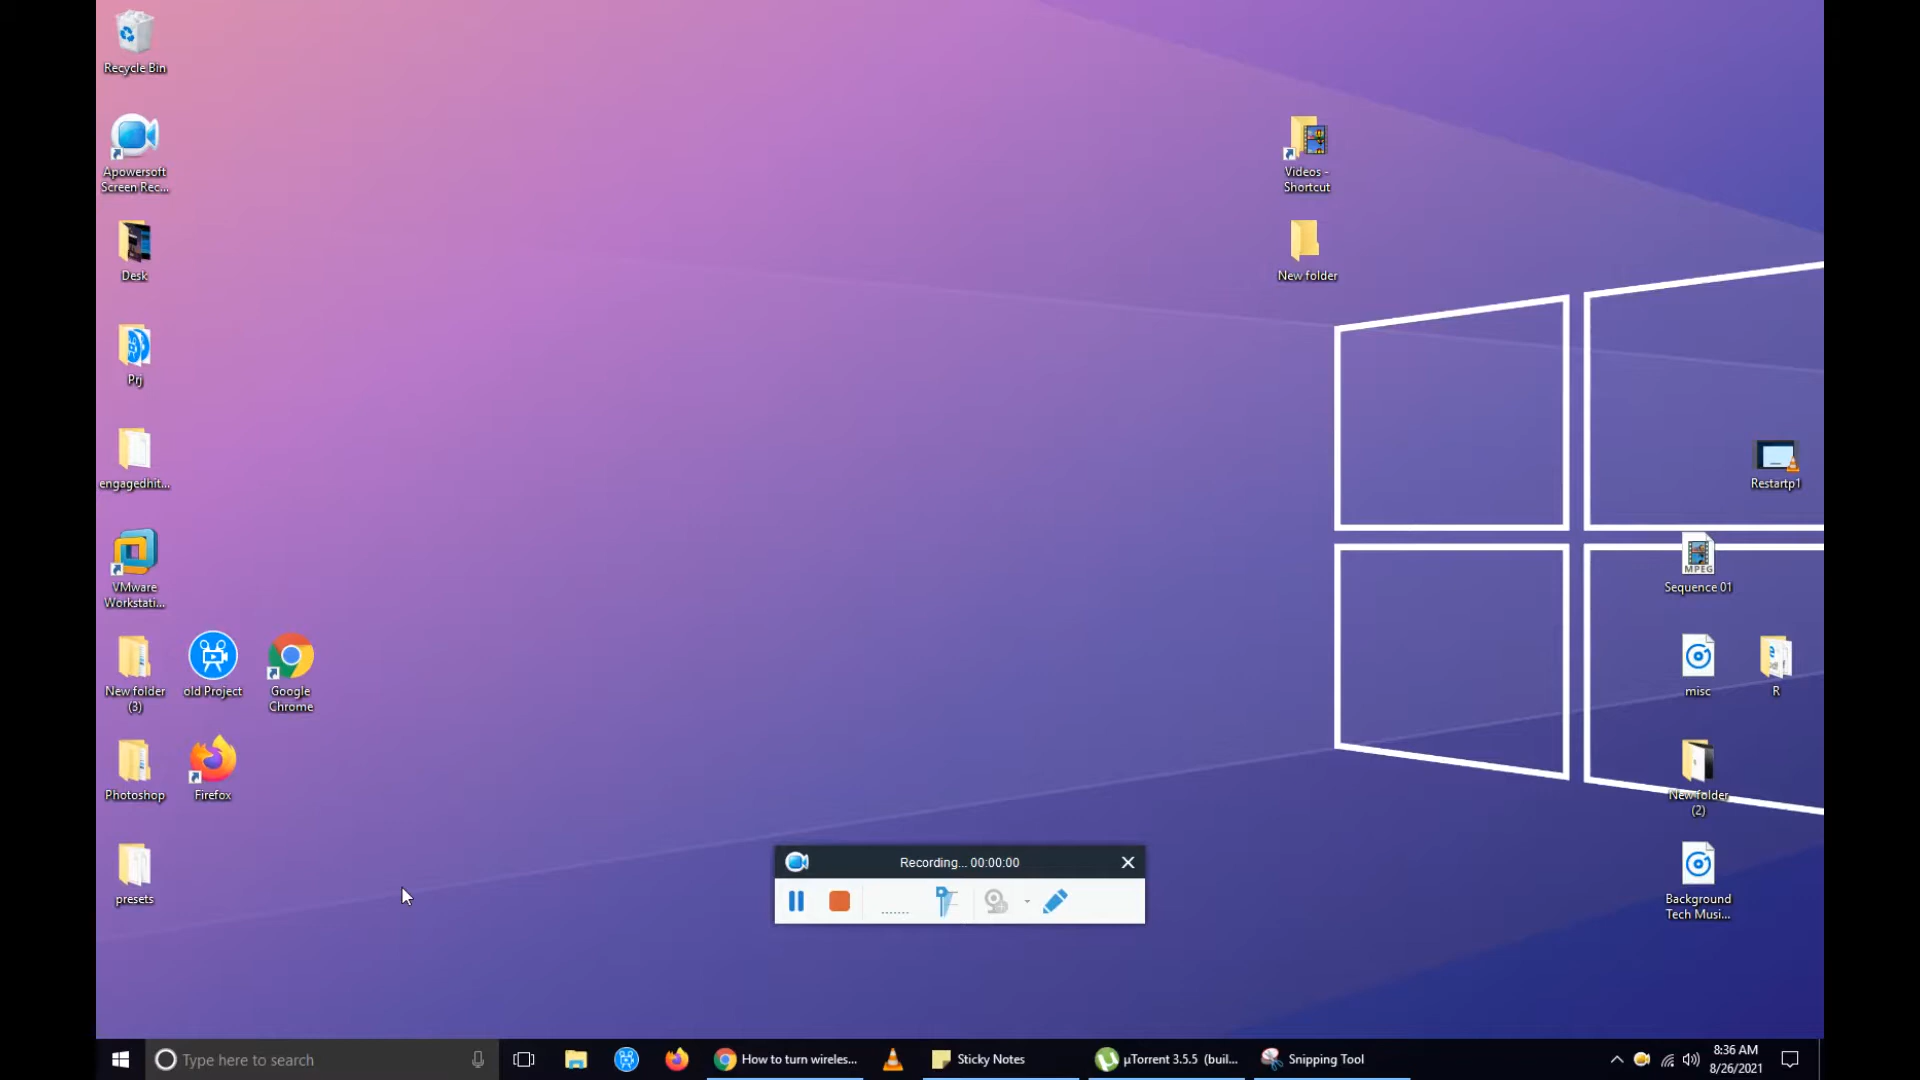 Recycle Bin
Apowersoft
Screen Rec...
Desk
Prj
engagedhit...
VMware
Workstati...
New folder
(3)
old Project
Google
Chrome
Photoshop
Firefox
presets
Videos -
Shortcut
New folder
Restartp1
MPEG
Sequence 01
misc
R
New folder
(2)
Background
Tech Musi...
Recording... 00:00:00
Type here to search
How to turn wireles...
Sticky Notes
µTorrent 3.5.5 (buil...
Snipping Tool
8:36 AM
8/26/2021